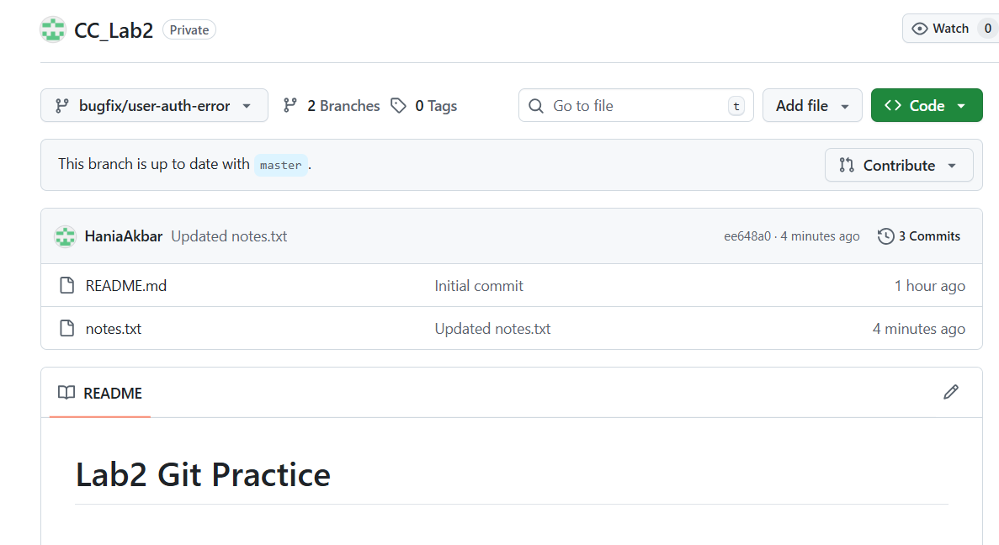 CC_Lab2 Private Watch 0
bugfix/user-auth-error 2 Branches 0 Tags Go to file t Add file Code
This branch is up to date with master . Contribute
HaniaAkbar Updated notes.txt ee648a0 · 4 minutes ago 3 Commits
README.md Initial commit 1 hour ago
notes.txt Updated notes.txt 4 minutes ago
README
Lab2 Git Practice